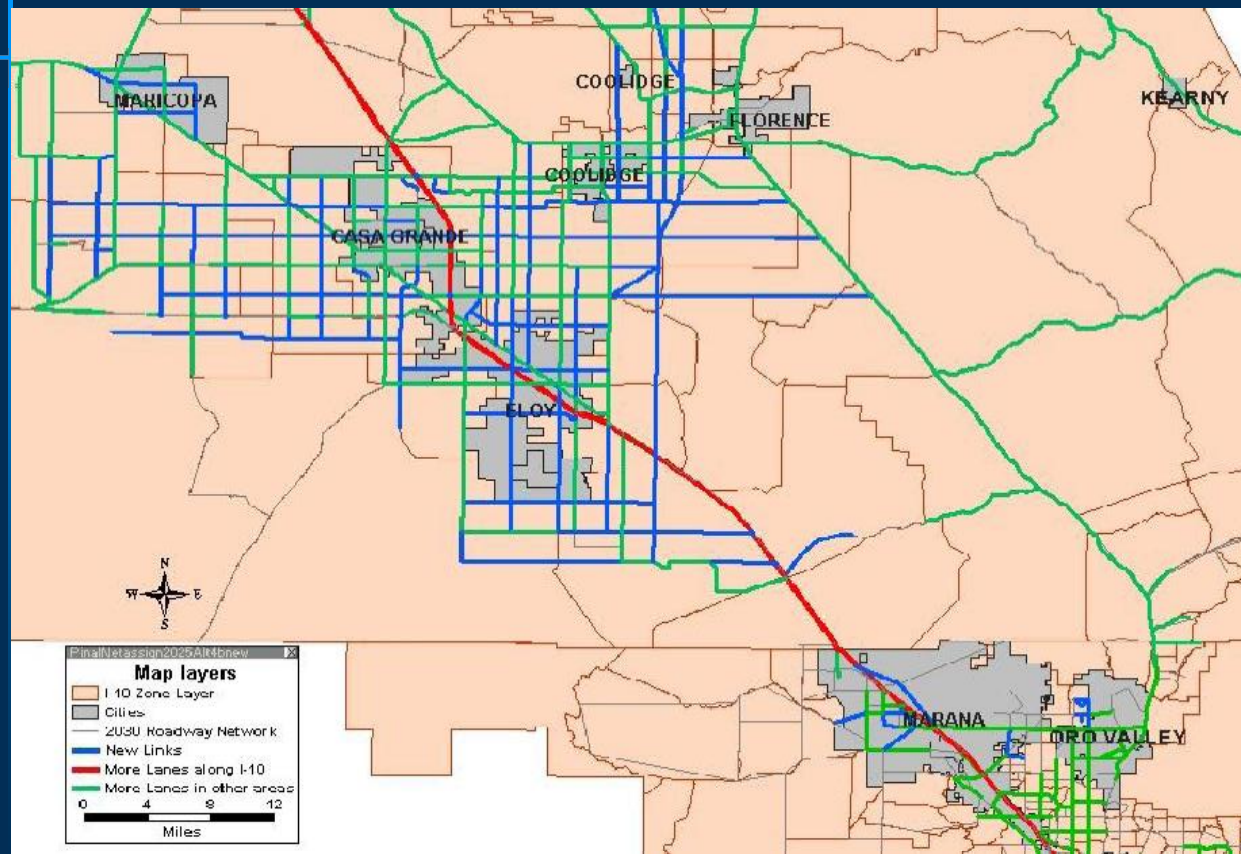 COOLIDGE
MARICOPA
KEARNY
FLORENCE
COOLIDGE
CASA GRANDE
ELOY
N
W E
S
PinalNetassign2025Alt4bnew X
Map layers
I-10 Zone Layer
Cities
2030 Roadway Network
New Links
More Lanes along I-10
More Lanes in other areas
0 4 8 12
Miles
MARANA
ORO VALLEY